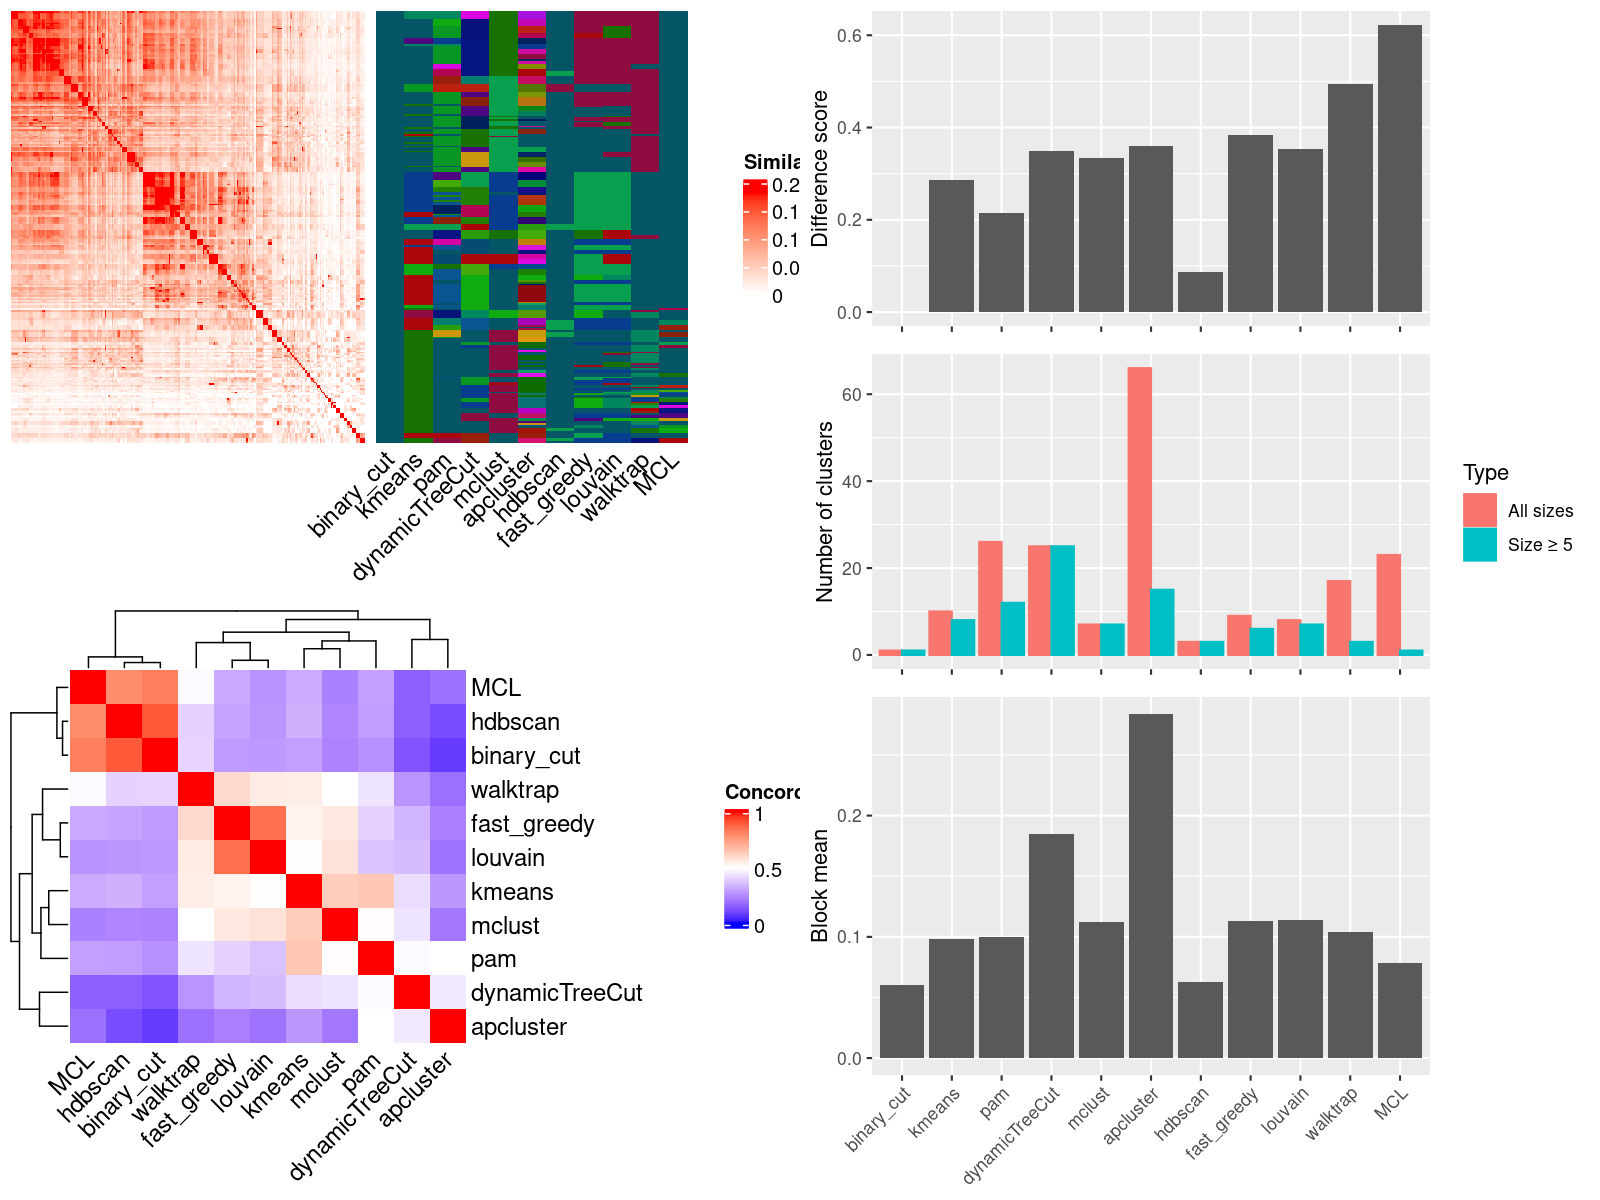 Simila
0.2
0.1
0.1
0.0
0
binary_cut
kmeans
pam
dynamicTreeCut
mclust
apcluster
hdbscan
fast_greedy
louvain
walktrap
MCL
Difference score
0.6
0.4
0.2
0.0
Number of clusters
60
40
20
0
Type
All sizes
Size ≥ 5
MCL
hdbscan
binary_cut
walktrap
fast_greedy
louvain
kmeans
mclust
pam
dynamicTreeCut
apcluster
MCL
hdbscan
binary_cut
walktrap
fast_greedy
louvain
kmeans
mclust
pam
dynamicTreeCut
apcluster
Concord
1
0.5
0
Block mean
0.2
0.1
0.0
binary_cut
kmeans
pam
dynamicTreeCut
mclust
apcluster
hdbscan
fast_greedy
louvain
walktrap
MCL